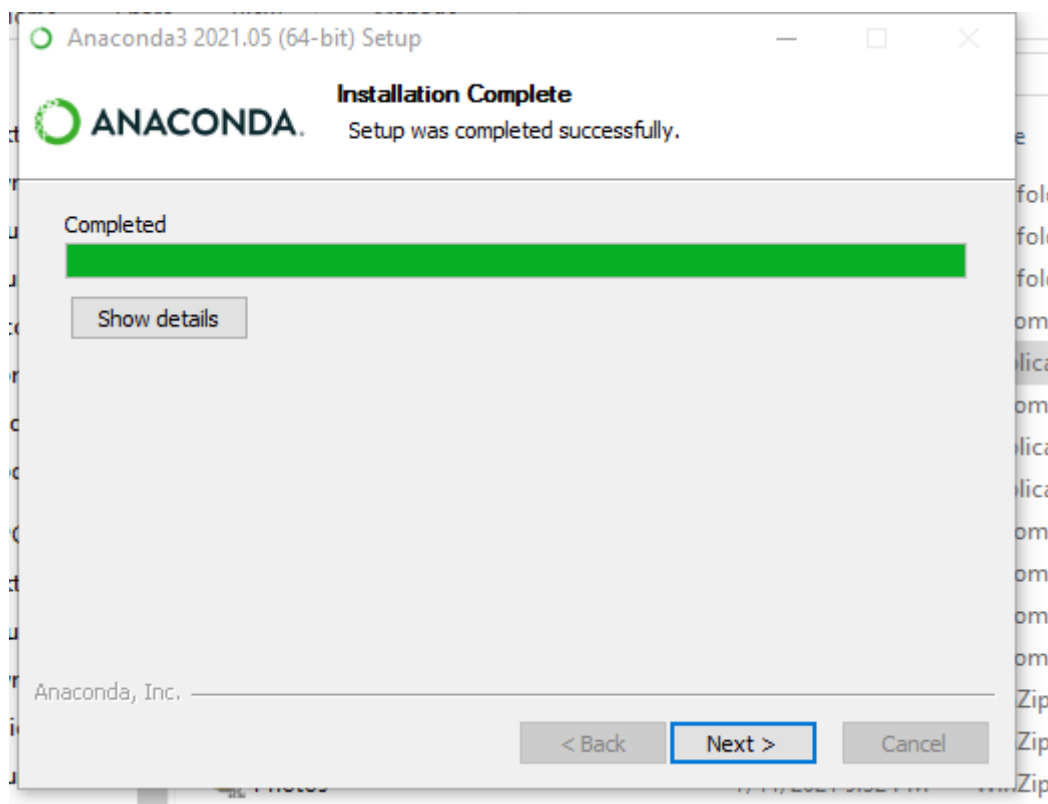 Anaconda3 2021.05 (64-bit) Setup
ANACONDA.
Installation Complete
Setup was completed successfully.
Completed
Show details
Anaconda, Inc.
< Back
Next >
Cancel